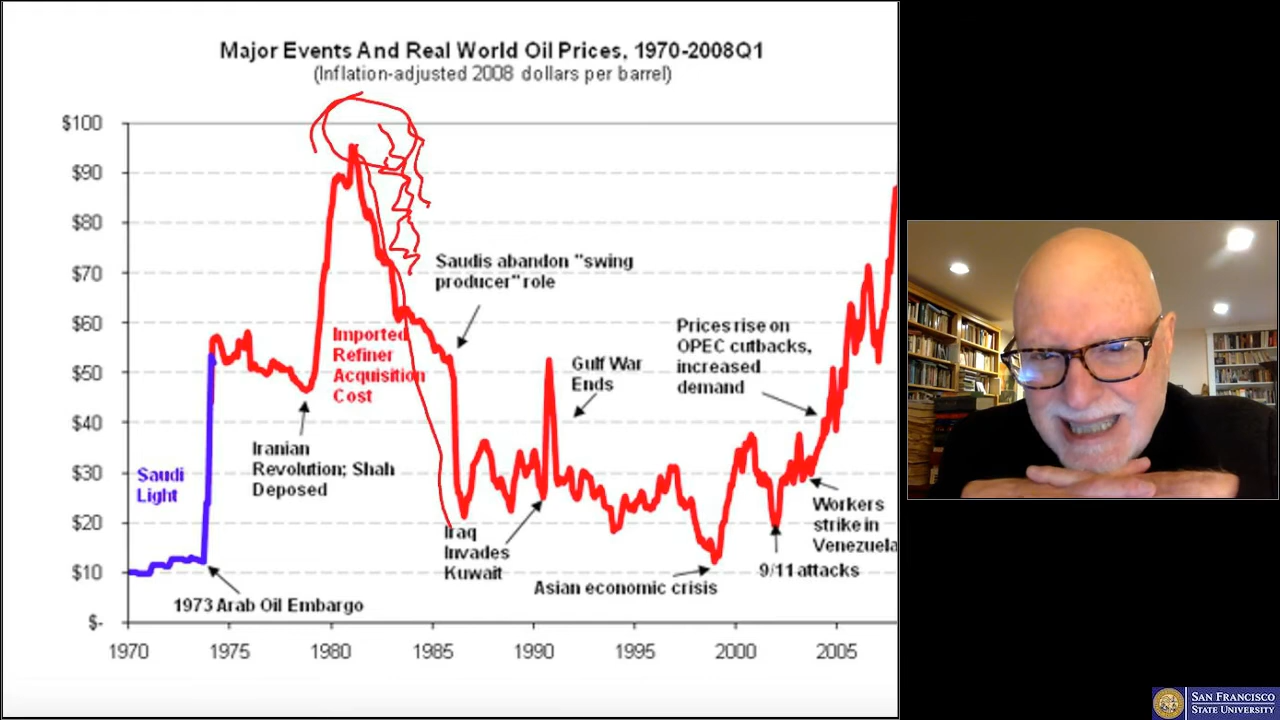 Major Events And Real World Oil Prices, 1970-2008Q1
(Inflation-adjusted 2008 dollars per barrel)
$100
$90
$80
$70
$60
$50
$40
$30
$20
$10
$-
Saudis abandon "swing
producer" role
Imported
Refiner
Acquisition
Cost
Prices rise on
OPEC cutbacks,
increased
demand
Gulf War
Ends
Iranian
Revolution; Shah
Deposed
Saudi
Light
Workers
strike in
Venezuela
Iraq
Invades
Kuwait
9/11 attacks
Asian economic crisis
1973 Arab Oil Embargo
1970
1975
1980
1985
1990
1995
2000
2005
SAN FRANCISCO
STATE UNIVERSITY